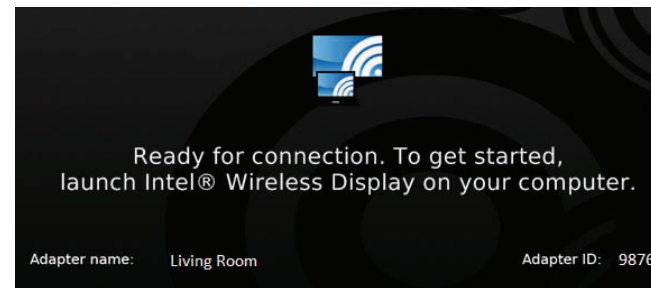 Ready for connection. To get started,
launch Intel® Wireless Display on your computer.
Adapter name: Living Room Adapter ID: 9876